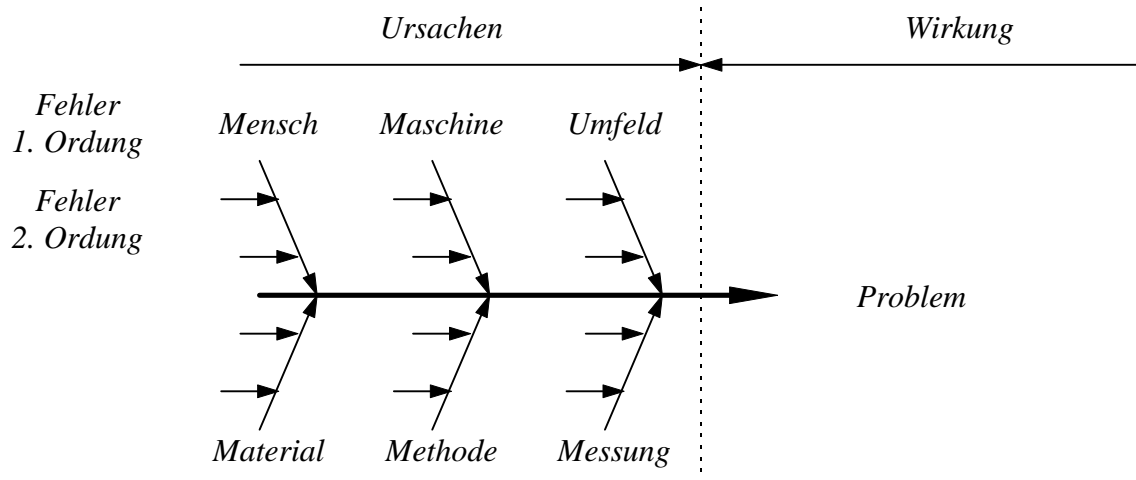 Ursachen
Wirkung
Fehler
1. Ordung
Mensch
Maschine
Umfeld
Fehler
2. Ordung
Problem
Material
Methode
Messung